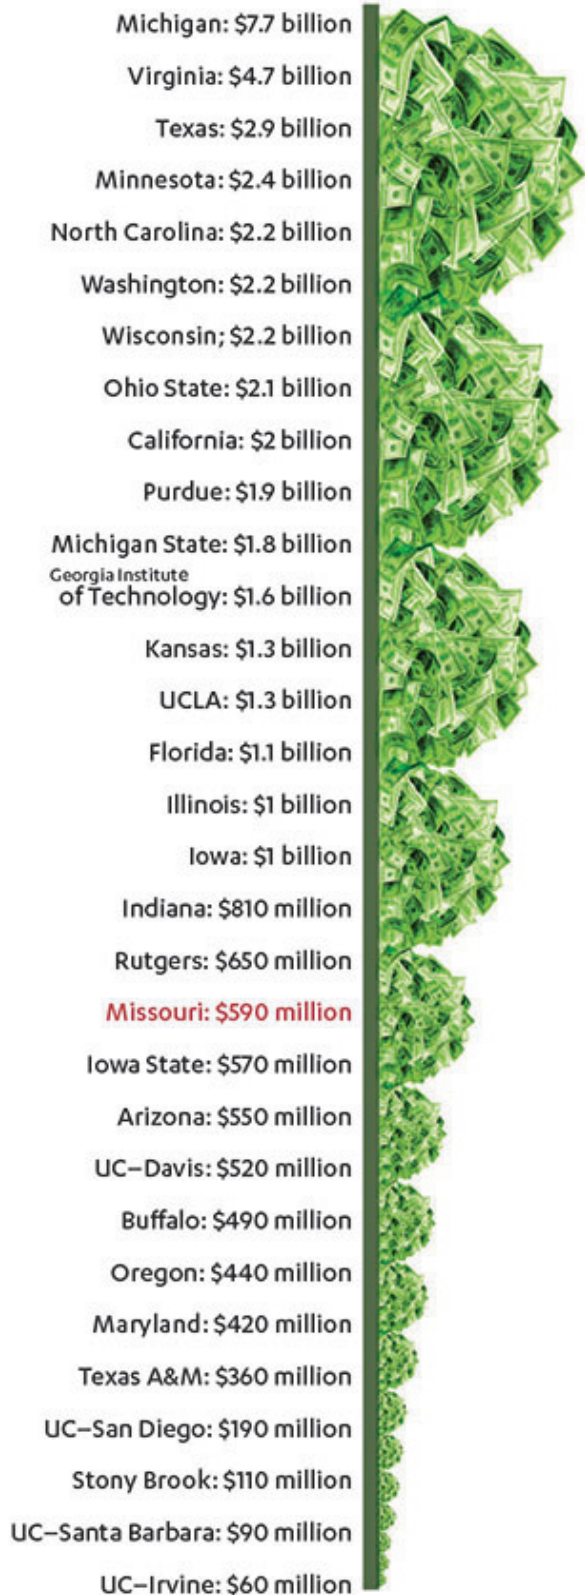 Michigan: $7.7 billion
Virginia: $4.7 billion
Texas: $2.9 billion
Minnesota: $2.4 billion
North Carolina: $2.2 billion
Washington: $2.2 billion
Wisconsin; $2.2 billion
Ohio State: $2.1 billion
California: $2 billion
Purdue: $1.9 billion
Michigan State: $1.8 billion
Georgia Institute
of Technology: $1.6 billion
Kansas: $1.3 billion
UCLA: $1.3 billion
Florida: $1.1 billion
Illinois: $1 billion
Iowa: $1 billion
Indiana: $810 million
Rutgers: $650 million
Missouri: $590 million
Iowa State: $570 million
Arizona: $550 million
UC–Davis: $520 million
Buffalo: $490 million
Oregon: $440 million
Maryland: $420 million
Texas A&M: $360 million
UC–San Diego: $190 million
Stony Brook: $110 million
UC–Santa Barbara: $90 million
UC–Irvine: $60 million